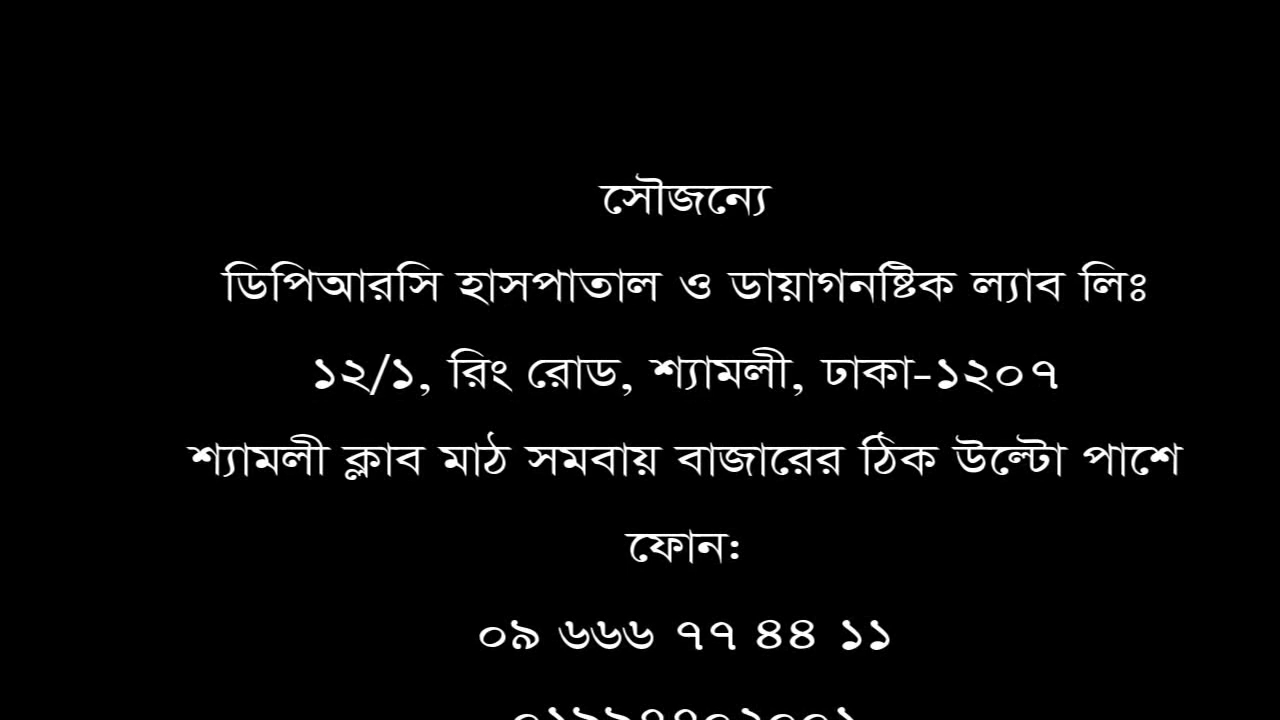 সৌজন্যে
ডিপিআরসি হাসপাতাল ও ডায়াগনষ্টিক ল্যাব লিঃ
১২/১, রিং রোড, শ্যামলী, ঢাকা-১২০৭
শ্যামলী ক্লাব মাঠ সমবায় বাজারের ঠিক উল্টো পাশে
ফোন:
০৯ ৬৬৬ ৭৭ ৪৪ ১১